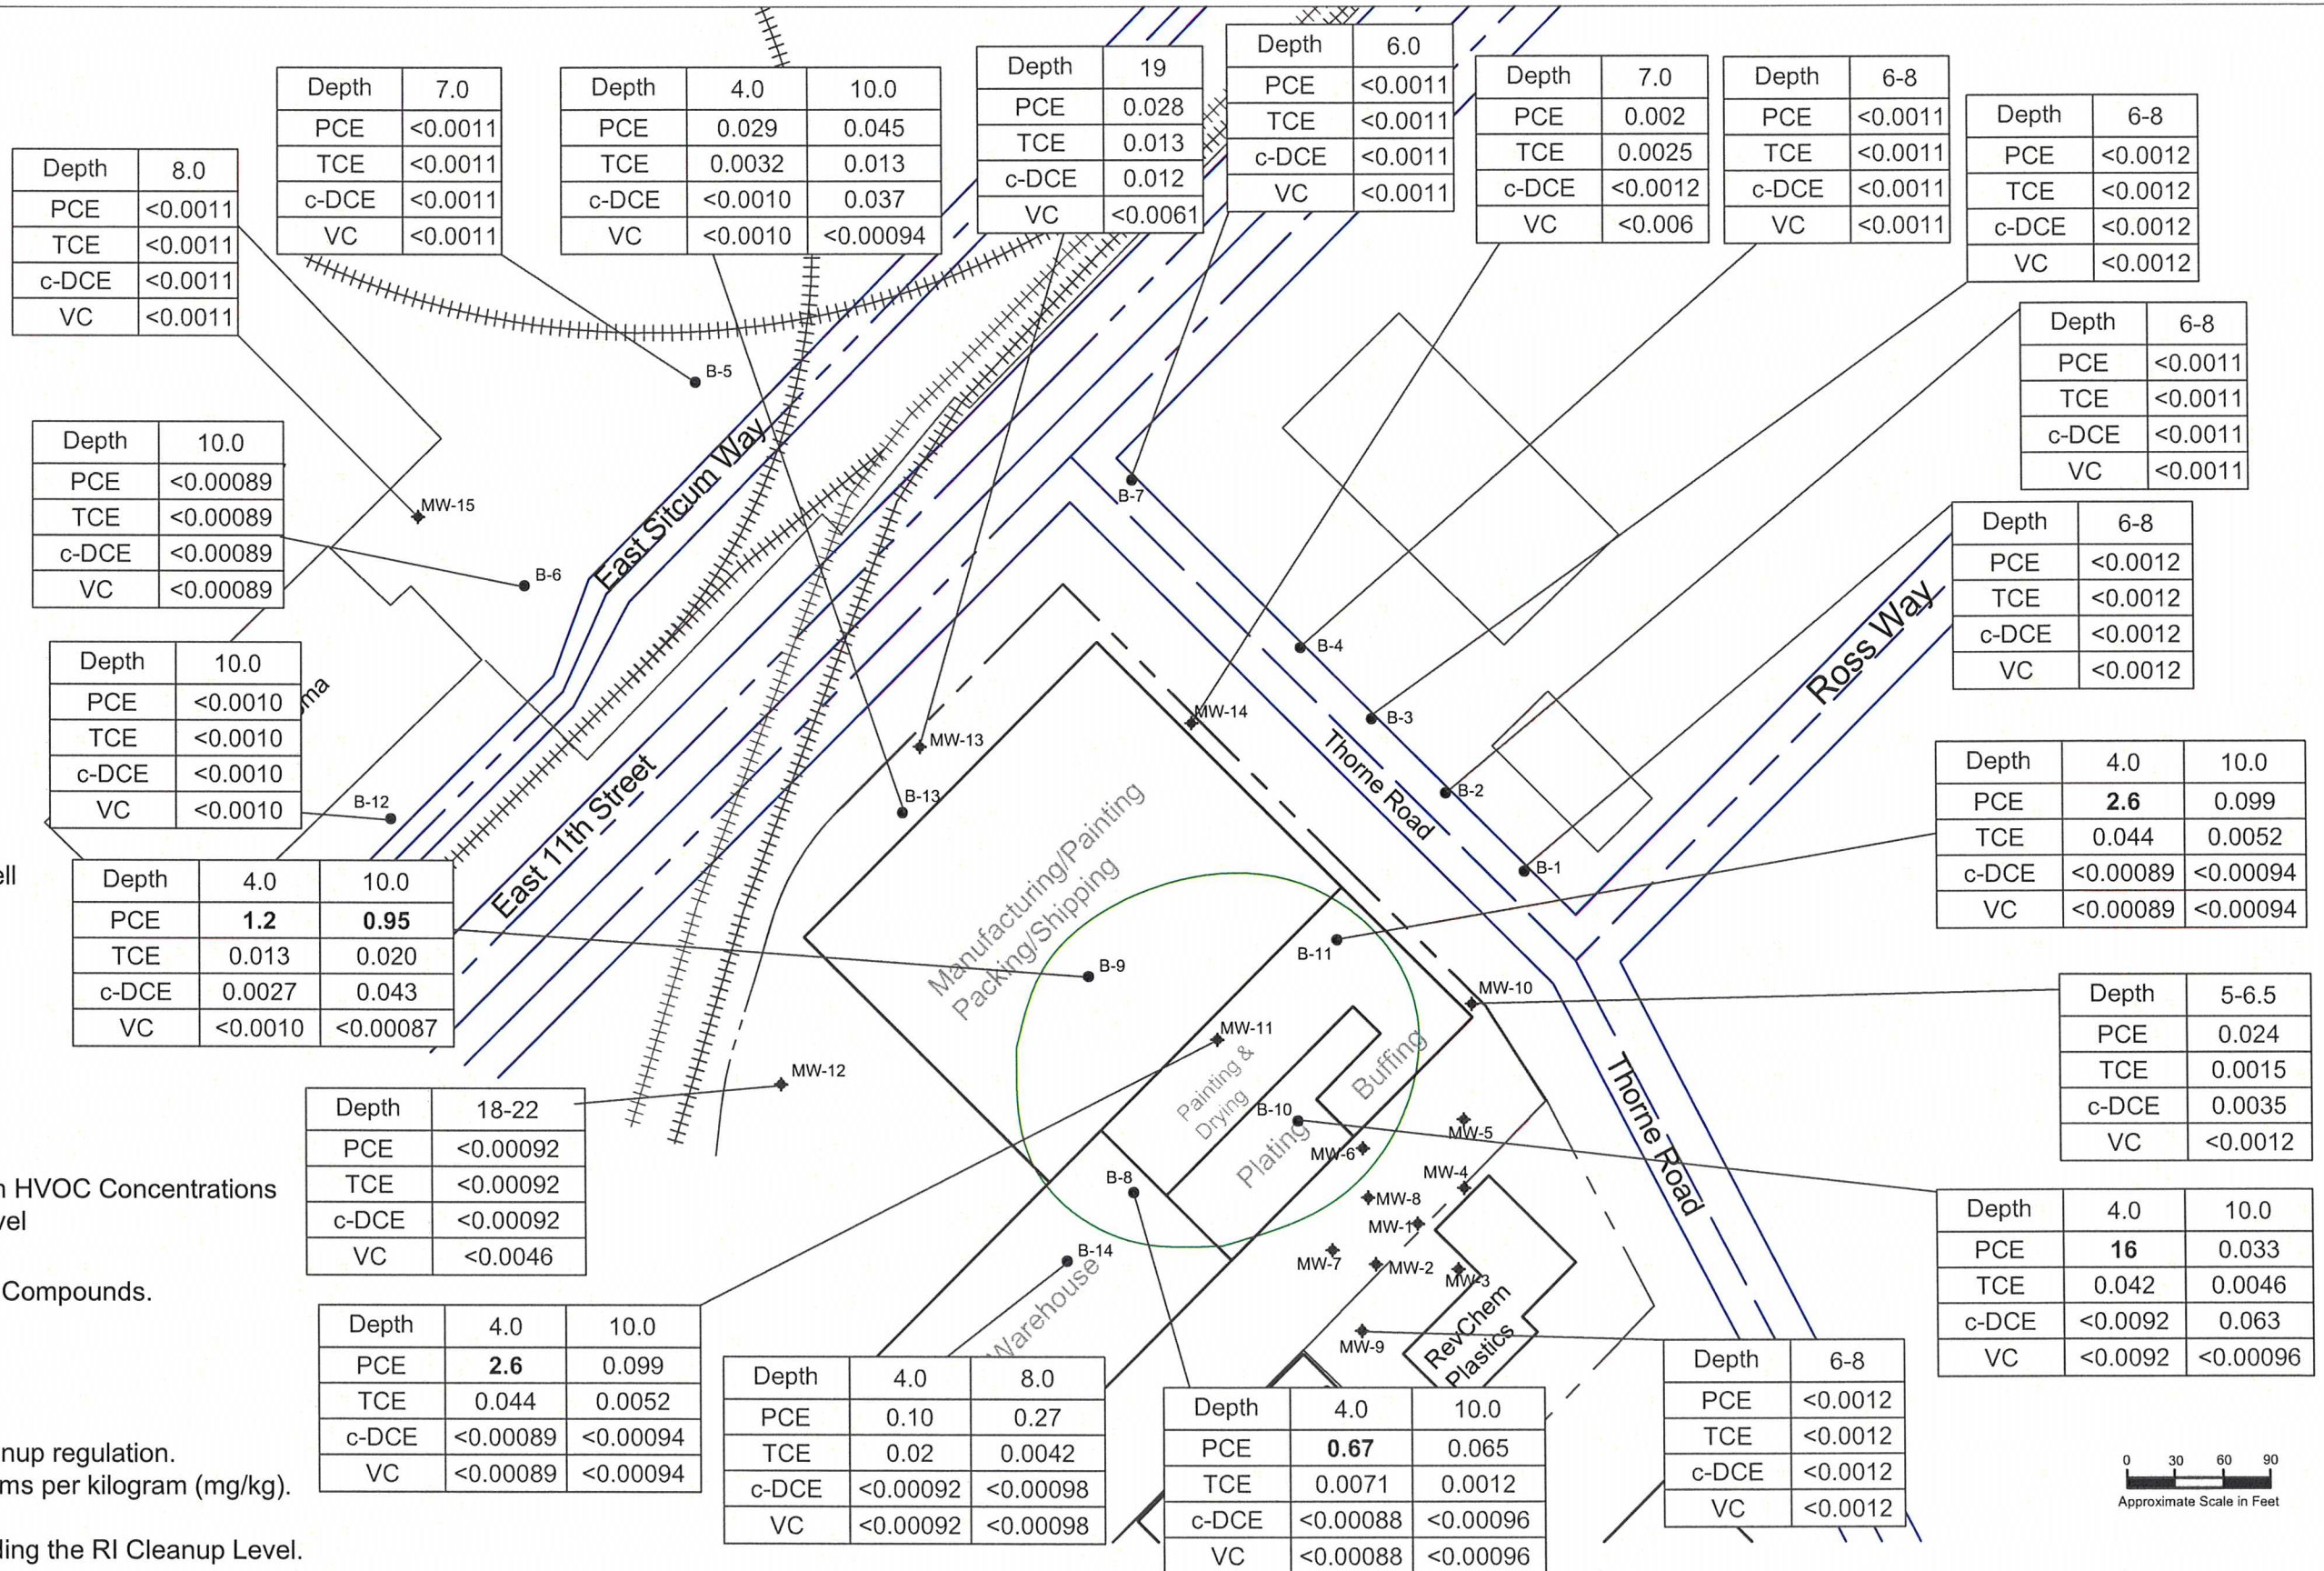 Depth 8.0
PCE <0.0011
TCE <0.0011
c-DCE <0.0011
VC <0.0011
Depth 7.0
PCE <0.0011
TCE <0.0011
c-DCE <0.0011
VC <0.0011
Depth 4.0 10.0
PCE 0.029 0.045
TCE 0.0032 0.013
c-DCE <0.0010 0.037
VC <0.0010 <0.00094
Depth 19
PCE 0.028
TCE 0.013
c-DCE 0.012
VC <0.0061
Depth 6.0
PCE <0.0011
TCE <0.0011
c-DCE <0.0011
VC <0.0011
Depth 7.0
PCE 0.002
TCE 0.0025
c-DCE <0.0012
VC <0.006
Depth 6-8
PCE <0.0011
TCE <0.0011
c-DCE <0.0011
VC <0.0011
Depth 6-8
PCE <0.0012
TCE <0.0012
c-DCE <0.0012
VC <0.0012
Depth 6-8
PCE <0.0011
TCE <0.0011
c-DCE <0.0011
VC <0.0011
Depth 6-8
PCE <0.0012
TCE <0.0012
c-DCE <0.0012
VC <0.0012
Depth 10.0
PCE <0.00089
TCE <0.00089
c-DCE <0.00089
VC <0.00089
Depth 10.0
PCE <0.0010
TCE <0.0010
c-DCE <0.0010
VC <0.0010
ma
Depth 4.0 10.0
PCE 1.2 0.95
TCE 0.013 0.020
c-DCE 0.0027 0.043
VC <0.0010 <0.00087
Depth 18-22
PCE <0.00092
TCE <0.00092
c-DCE <0.00092
VC <0.0046
Depth 4.0 10.0
PCE 2.6 0.099
TCE 0.044 0.0052
c-DCE <0.00089 <0.00094
VC <0.00089 <0.00094
Depth 4.0 8.0
PCE 0.10 0.27
TCE 0.02 0.0042
c-DCE <0.00092 <0.00098
VC <0.00092 <0.00098
Depth 4.0 10.0
PCE 0.67 0.065
TCE 0.0071 0.0012
c-DCE <0.00088 <0.00096
VC <0.00088 <0.00096
Depth 6-8
PCE <0.0012
TCE <0.0012
c-DCE <0.0012
VC <0.0012
Depth 4.0 10.0
PCE 2.6 0.099
TCE 0.044 0.0052
c-DCE <0.00089 <0.00094
VC <0.00089 <0.00094
Depth 5-6.5
PCE 0.024
TCE 0.0015
c-DCE 0.0035
VC <0.0012
Depth 4.0 10.0
PCE 16 0.033
TCE 0.042 0.0046
c-DCE <0.0092 0.063
VC <0.0092 <0.00096
B-5
MW-15
B-6
B-12
B-7
B-4
B-3
B-2
B-1
MW-14
MW-13
B-13
B-9
B-11
MW-10
MW-11
MW-12
B-10
B-8
B-14
MW-5
MW-6
MW-4
MW-8
MW-1
MW-7
MW-2
MW-3
MW-9
East Sitcum Way
East 11th Street
Thorne Road
Thorne Road
Ross Way
Manufacturing/Painting
Packing/Shipping
Painting &
Drying
Plating
Buffing
Warehouse
RevChem
Plastics
ell
n HVOC Concentrations
vel
Compounds.
nup regulation.
ms per kilogram (mg/kg).
ding the RI Cleanup Level.
0 30 60 90
Approximate Scale in Feet